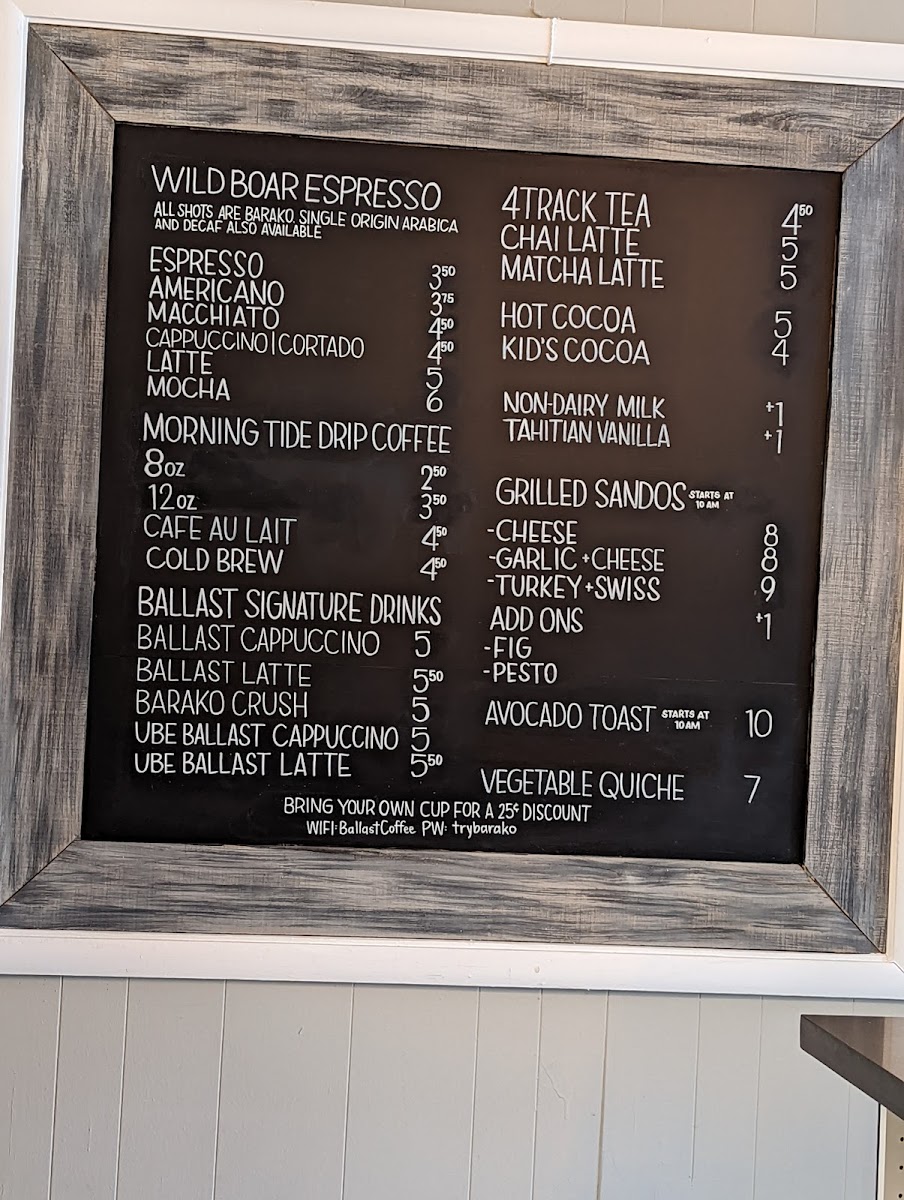 WILD BOAR ESPRESSO
ALL SHOTS ARE BARAKO. SINGLE ORIGIN ARABICA
AND DECAF ALSO AVAILABLE
ESPRESSO 3⁵⁰
AMERICANO 3⁷⁵
MACCHIATO 4⁵⁰
CAPPUCCINO|CORTADO 4⁵⁰
LATTE 5
MOCHA 6
MORNING TIDE DRIP COFFEE
8oz 2⁵⁰
12oz 3⁵⁰
CAFE AU LAIT 4⁵⁰
COLD BREW 4⁵⁰
BALLAST SIGNATURE DRINKS
BALLAST CAPPUCCINO 5
BALLAST LATTE 5⁵⁰
BARAKO CRUSH 5
UBE BALLAST CAPPUCCINO 5
UBE BALLAST LATTE 5⁵⁰
4TRACK TEA 4⁵⁰
CHAI LATTE 5
MATCHA LATTE 5
HOT COCOA 5
KID'S COCOA 4
NON-DAIRY MILK +1
TAHITIAN VANILLA +1
GRILLED SANDOS STARTS AT 10 AM
-CHEESE 8
-GARLIC+CHEESE 8
-TURKEY+SWISS 9
ADD ONS +1
-FIG
-PESTO
AVOCADO TOAST STARTS AT 10AM 10
VEGETABLE QUICHE 7
BRING YOUR OWN CUP FOR A 25¢ DISCOUNT
WIFI: BallastCoffee PW: trybarako